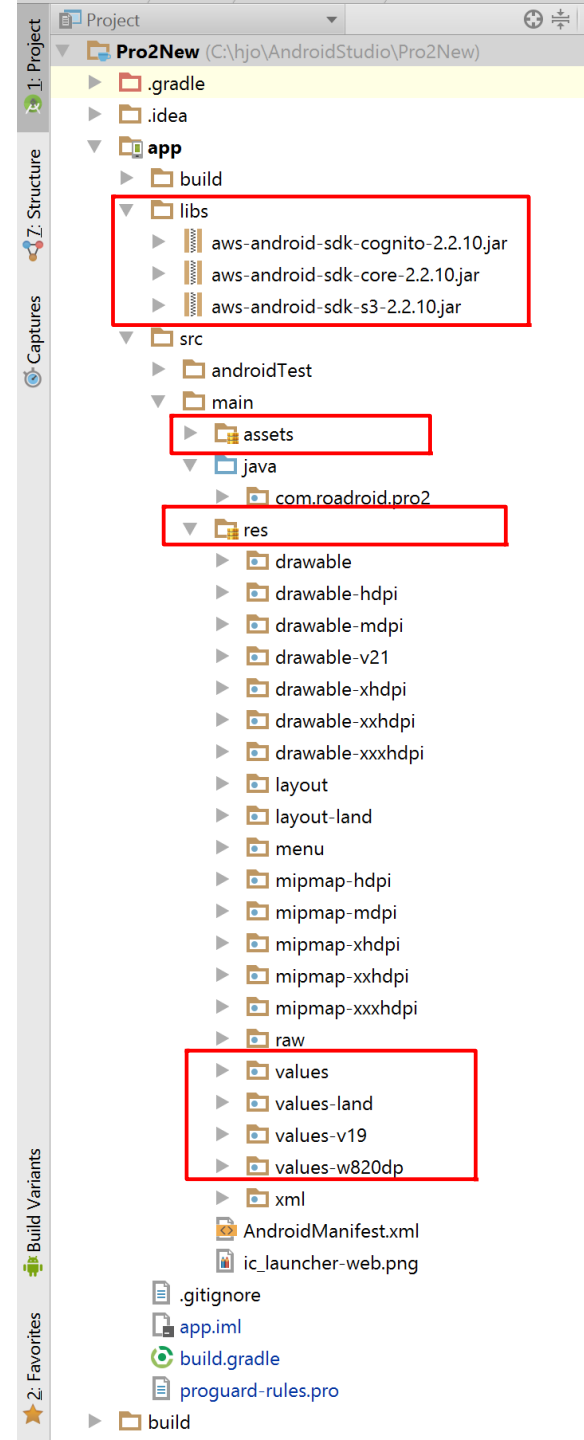 Project
Pro2New (C:\hjo\AndroidStudio\Pro2New)
.gradle
.idea
app
build
libs
aws-android-sdk-cognito-2.2.10.jar
aws-android-sdk-core-2.2.10.jar
aws-android-sdk-s3-2.2.10.jar
src
androidTest
main
assets
java
com.roadroid.pro2
res
drawable
drawable-hdpi
drawable-mdpi
drawable-v21
drawable-xhdpi
drawable-xxhdpi
drawable-xxxhdpi
layout
layout-land
menu
mipmap-hdpi
mipmap-mdpi
mipmap-xhdpi
mipmap-xxhdpi
mipmap-xxxhdpi
raw
values
values-land
values-v19
values-w820dp
xml
AndroidManifest.xml
ic_launcher-web.png
.gitignore
app.iml
build.gradle
proguard-rules.pro
build
1: Project
7: Structure
Captures
Build Variants
2: Favorites